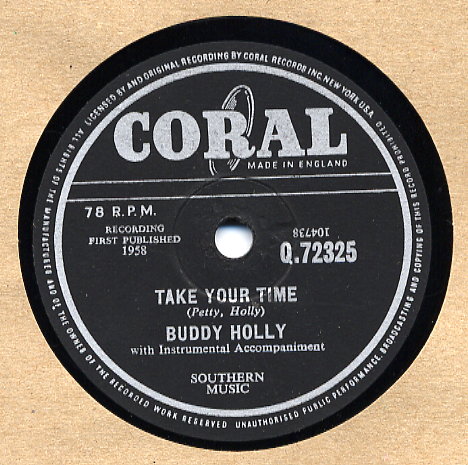 LICENSED BY AND ORIGINAL RECORDING BY CORAL RECORDS INC. NEW YORK. U.S.A.
CORAL
MADE IN ENGLAND
78 R.P.M.
RECORDING
FIRST PUBLISHED
1958
104738
Q.72325
TAKE YOUR TIME
(Petty, Holly)
BUDDY HOLLY
with Instrumental Accompaniment
SOUTHERN
MUSIC
ALL RIGHTS OF THE MANUFACTURER AND OF THE OWNER OF THE RECORDED WORK RESERVED UNAUTHORISED PUBLIC PERFORMANCE, BROADCASTING AND COPYING OF THIS RECORD PROHIBITED